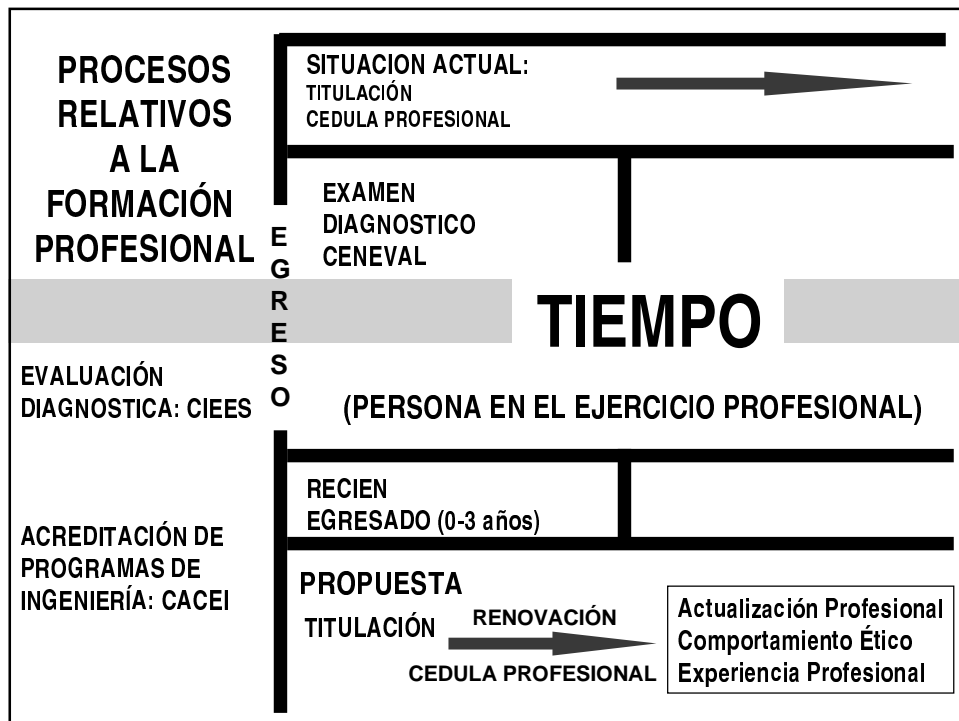 PROCESOS
RELATIVOS
A LA
FORMACIÓN
PROFESIONAL
EVALUACIÓN
DIAGNOSTICA: CIEES
ACREDITACIÓN DE
PROGRAMAS DE
INGENIERÍA: CACEI
E
G
R
E
S
O
SITUACION ACTUAL:
TITULACIÓN
CEDULA PROFESIONAL
EXAMEN
DIAGNOSTICO
CENEVAL
TIEMPO
(PERSONA EN EL EJERCICIO PROFESIONAL)
RECIEN
EGRESADO (0-3 años)
PROPUESTA
TITULACIÓN
RENOVACIÓN
CEDULA PROFESIONAL
Actualización Profesional
Comportamiento Ético
Experiencia Profesional